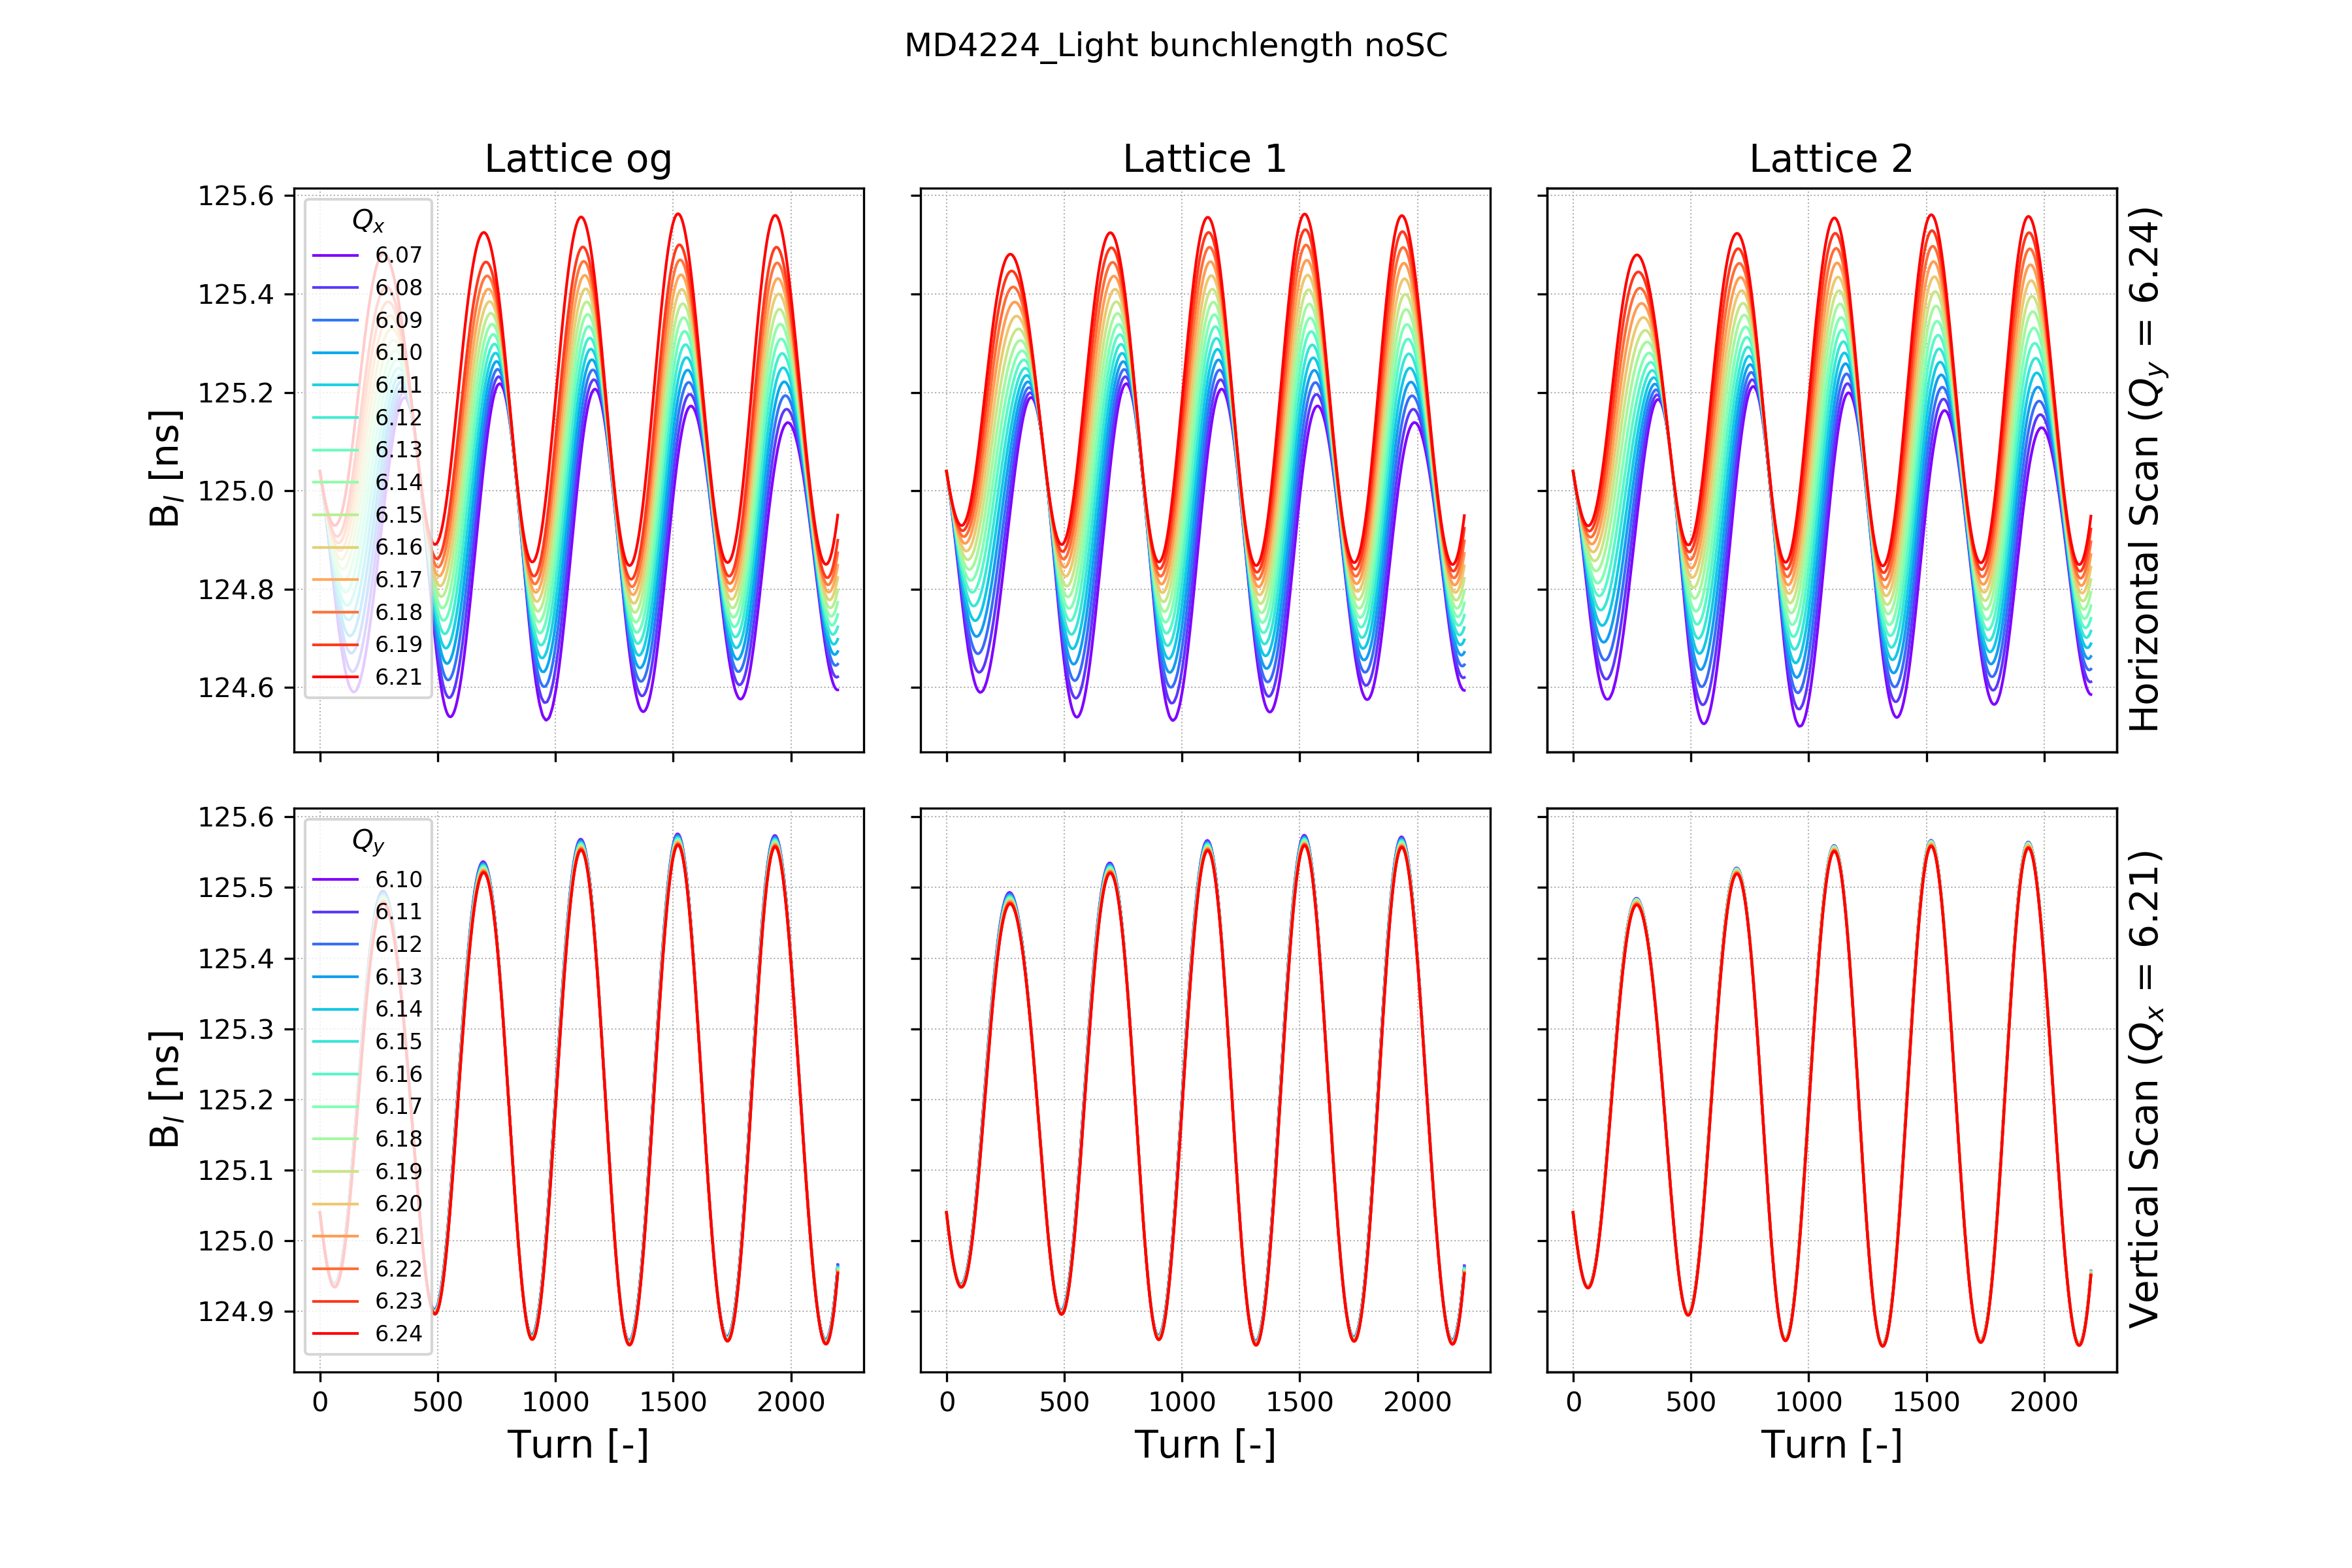 MD4224_Light bunchlength noSC
Lattice og
Lattice 1
Lattice 2
125.6
125.4
125.2
125.0
124.8
124.6
B_l [ns]
Q_x
6.07
6.08
6.09
6.10
6.11
6.12
6.13
6.14
6.15
6.16
6.17
6.18
6.19
6.21
Horizontal Scan (Q_y = 6.24)
125.6
125.5
125.4
125.3
125.2
125.1
125.0
124.9
B_l [ns]
Q_y
6.10
6.11
6.12
6.13
6.14
6.15
6.16
6.17
6.18
6.19
6.20
6.21
6.22
6.23
6.24
Vertical Scan (Q_x = 6.21)
0 500 1000 1500 2000
0 500 1000 1500 2000
0 500 1000 1500 2000
Turn [-]
Turn [-]
Turn [-]